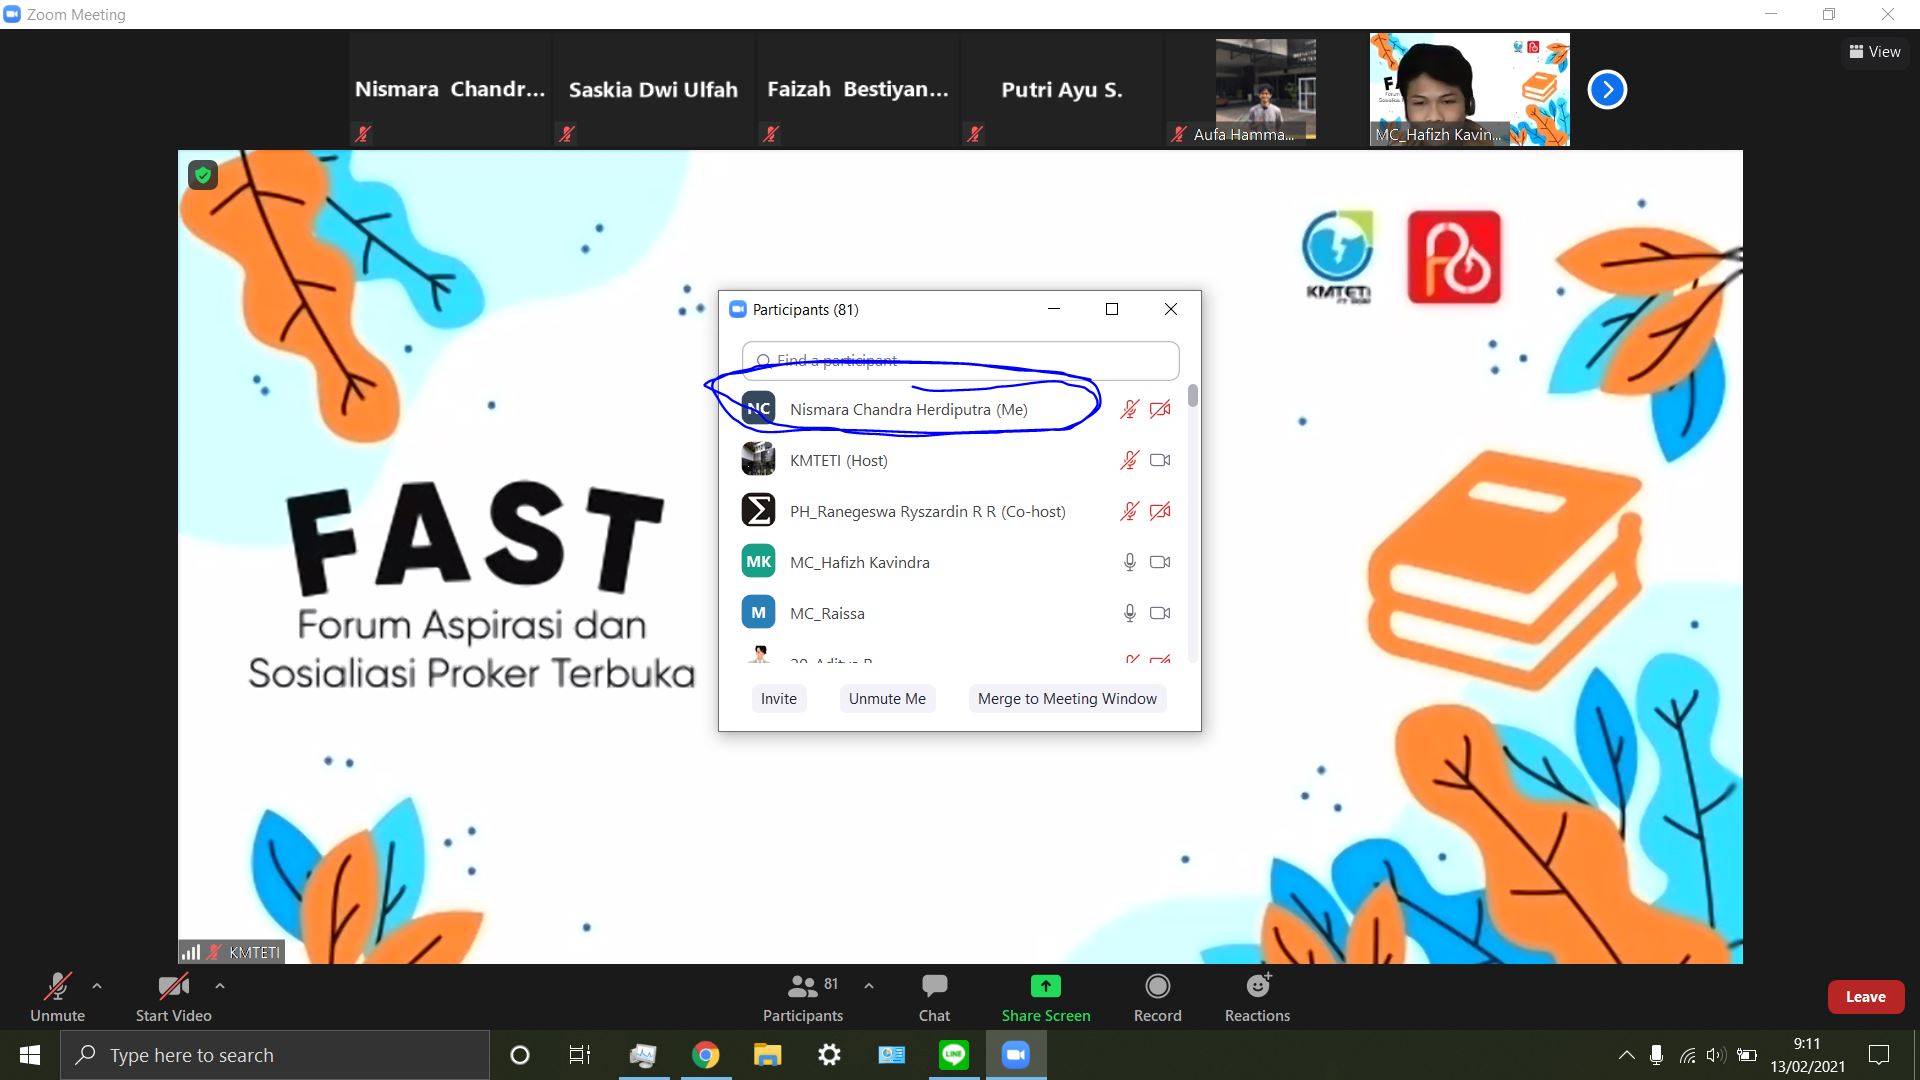 Zoom Meeting
View
Nismara Chandr...
Saskia Dwi Ulfah
Faizah Bestiyan...
Putri Ayu S.
Aufa Hamma...
MC_Hafizh Kavin...
KMTETI
FAST
Forum Aspirasi dan
Sosialiasi Proker Terbuka
Participants (81)
Find a participant
NC Nismara Chandra Herdiputra (Me)
KMTETI (Host)
PH_Ranegeswa Ryszardin R R (Co-host)
MK MC_Hafizh Kavindra
M MC_Raissa
20_Aditya R
Invite Unmute Me Merge to Meeting Window
KMTETI
Unmute
Start Video
81
Participants
Chat
Share Screen
Record
Reactions
Leave
Type here to search
LINE
9:11
13/02/2021